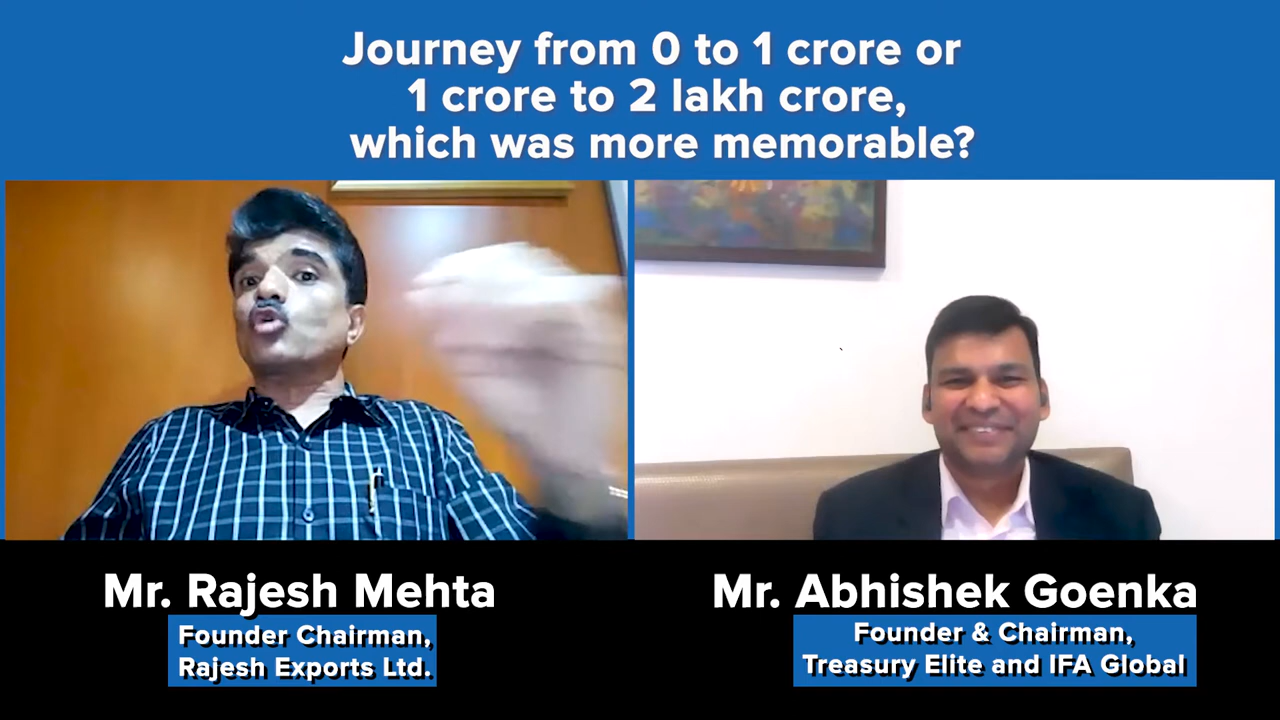 Journey from 0 to 1 crore or
1 crore to 2 lakh crore,
which was more memorable?
Mr. Rajesh Mehta
Founder Chairman,
Rajesh Exports Ltd.
Mr. Abhishek Goenka
Founder & Chairman,
Treasury Elite and IFA Global